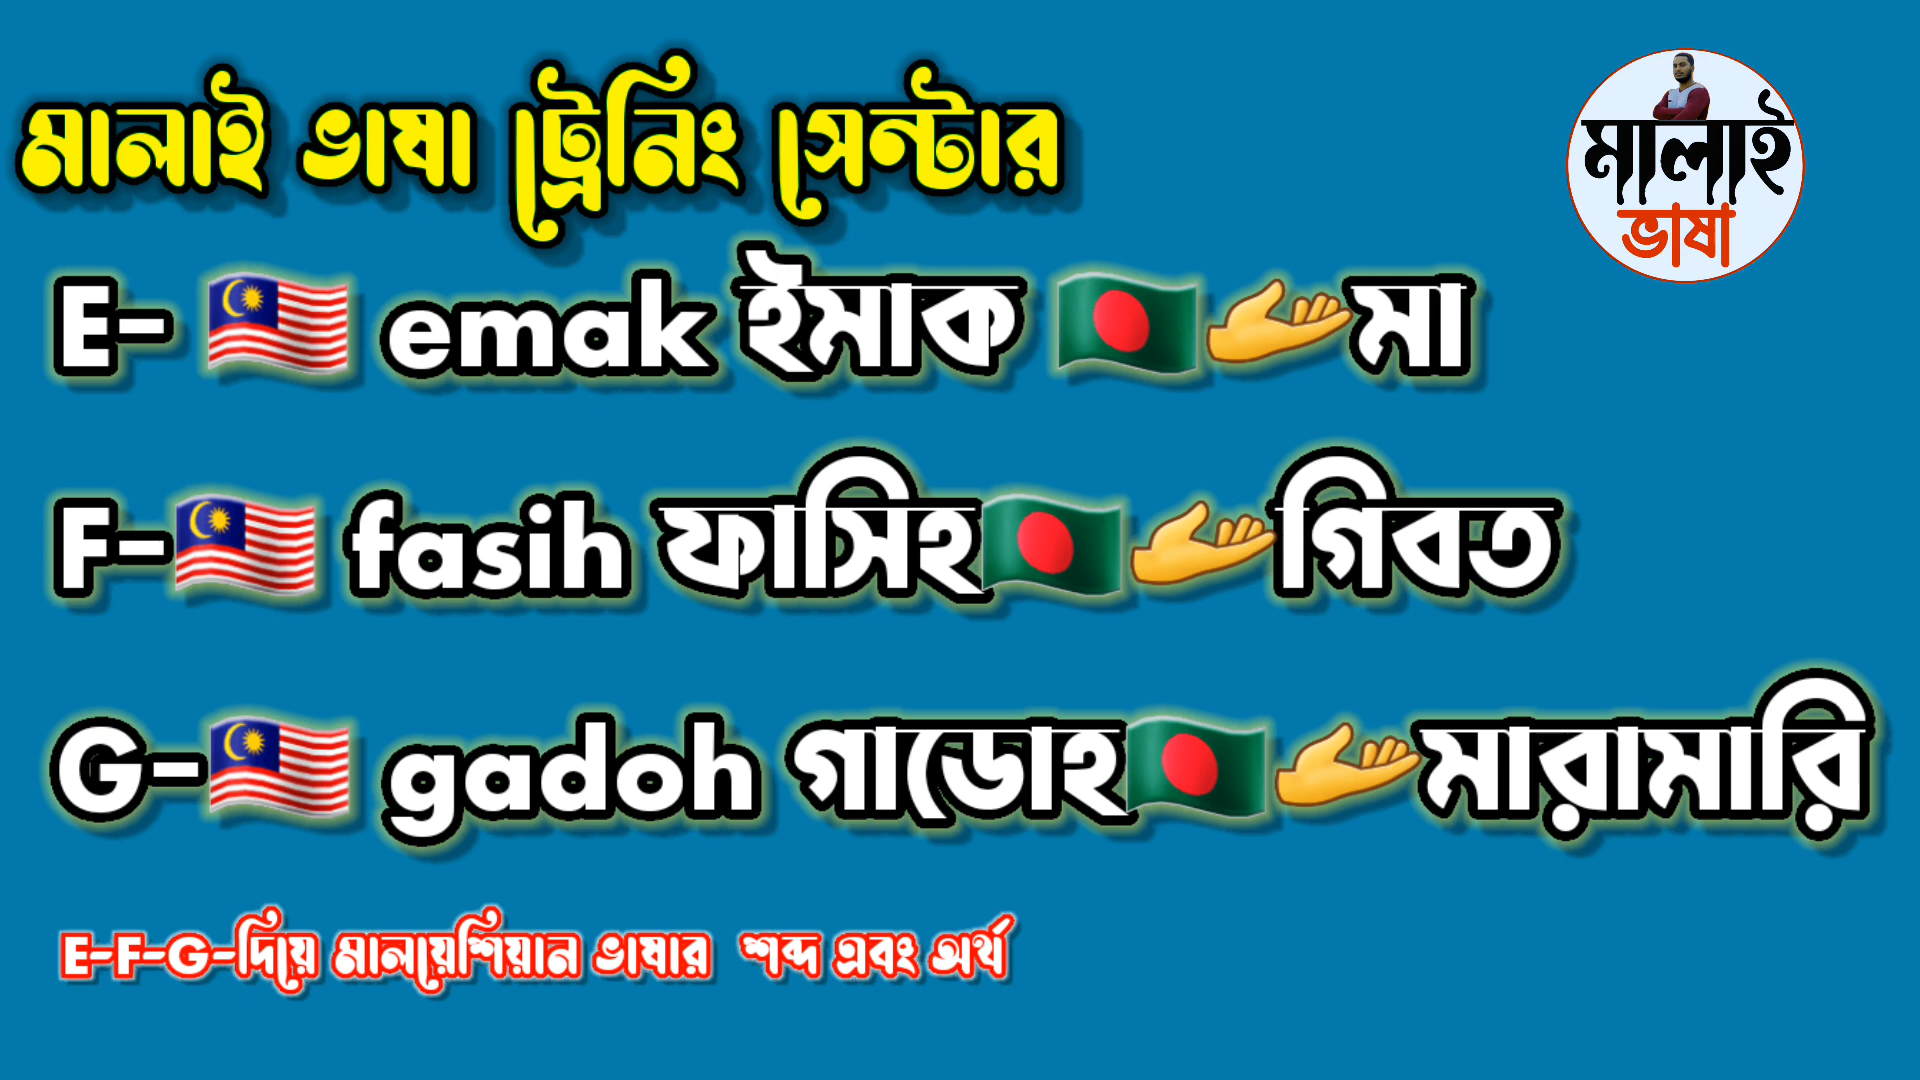 মালাই ভাষা ট্রেনিং সেন্টার
মালাই
ভাষা
E- 🇲🇾 emak ইমাক 🇧🇩🫴মা
F-🇲🇾 fasih ফাসিহ🇧🇩🫴গিবত
G-🇲🇾 gadoh গাডোহ🇧🇩🫴মারামারি
E-F-G-দিয়ে মালয়েশিয়ান ভাষার শব্দ এবং অর্থ